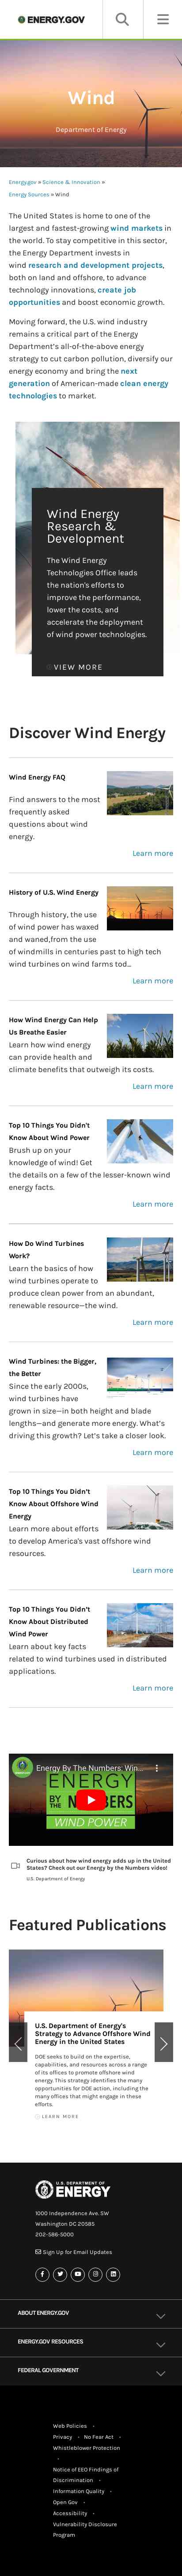 ENERGY.GOV
Wind
Department of Energy
Energy.gov » Science & Innovation »
Energy Sources » Wind
The United States is home to one of the
largest and fastest-growing wind markets in
the world. To stay competitive in this sector,
the Energy Department invests in
wind research and development projects,
both on land and offshore, to advance
technology innovations, create job
opportunities and boost economic growth.
Moving forward, the U.S. wind industry
remains a critical part of the Energy
Department's all-of-the-above energy
strategy to cut carbon pollution, diversify our
energy economy and bring the next
generation of American-made clean energy
technologies to market.
Wind Energy
Research &
Development
The Wind Energy
Technologies Office leads
the nation's efforts to
improve the performance,
lower the costs, and
accelerate the deployment
of wind power technologies.
VIEW MORE
Discover Wind Energy
Wind Energy FAQ
Find answers to the most
frequently asked
questions about wind
energy.
Learn more
History of U.S. Wind Energy
Through history, the use
of wind power has waxed
and waned,from the use
of windmills in centuries past to high tech
wind turbines on wind farms tod...
Learn more
How Wind Energy Can Help
Us Breathe Easier
Learn how wind energy
can provide health and
climate benefits that outweigh its costs.
Learn more
Top 10 Things You Didn't
Know About Wind Power
Brush up on your
knowledge of wind! Get
the details on a few of the lesser-known wind
energy facts.
Learn more
How Do Wind Turbines
Work?
Learn the basics of how
wind turbines operate to
produce clean power from an abundant,
renewable resource—the wind.
Learn more
Wind Turbines: the Bigger,
the Better
Since the early 2000s,
wind turbines have
grown in size—in both height and blade
lengths—and generate more energy. What's
driving this growth? Let's take a closer look.
Learn more
Top 10 Things You Didn't
Know About Offshore Wind
Energy
Learn more about efforts
to develop America's vast offshore wind
resources.
Learn more
Top 10 Things You Didn't
Know About Distributed
Wind Power
Learn about key facts
related to wind turbines used in distributed
applications.
Learn more
Energy By The Numbers: Win...
ENERGY
BY THE
NUMBERS
WIND POWER
Curious about how wind energy adds up in the United
States? Check out our Energy by the Numbers video!
U.S. Department of Energy
Featured Publications
U.S. Department of Energy's
Strategy to Advance Offshore Wind
Energy in the United States
DOE seeks to build on the expertise,
capabilities, and resources across a range
of its offices to promote offshore wind
energy. This strategy identifies the many
opportunities for DOE action, including the
many offices that might engage in these
efforts.
LEARN MORE
U.S. DEPARTMENT OF
ENERGY
1000 Independence Ave. SW
Washington DC 20585
202-586-5000
Sign Up for Email Updates
ABOUT ENERGY.GOV
ENERGY.GOV RESOURCES
FEDERAL GOVERNMENT
Web Policies •
Privacy • No Fear Act •
Whistleblower Protection
•
Notice of EEO Findings of
Discrimination •
Information Quality •
Open Gov •
Accessibility •
Vulnerability Disclosure
Program